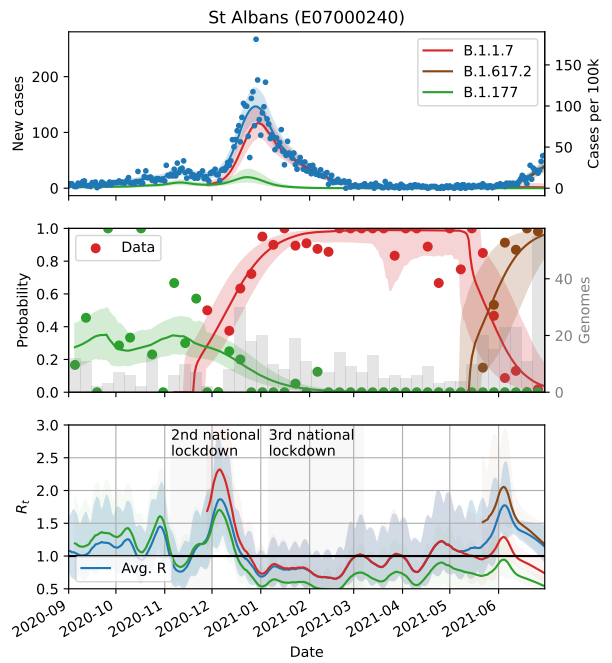 St Albans (E07000240)
New cases
200
100
0
B.1.1.7
B.1.617.2
B.1.177
150
100
50
0
Cases per 100k
Probability
1.0
0.8
0.6
0.4
0.2
0.0
Data
40
20
0
Genomes
R_t
3.0
2.5
2.0
1.5
1.0
0.5
2nd national
lockdown
3rd national
lockdown
Avg. R
2020-09
2020-10
2020-11
2020-12
2021-01
2021-02
2021-03
2021-04
2021-05
2021-06
Date